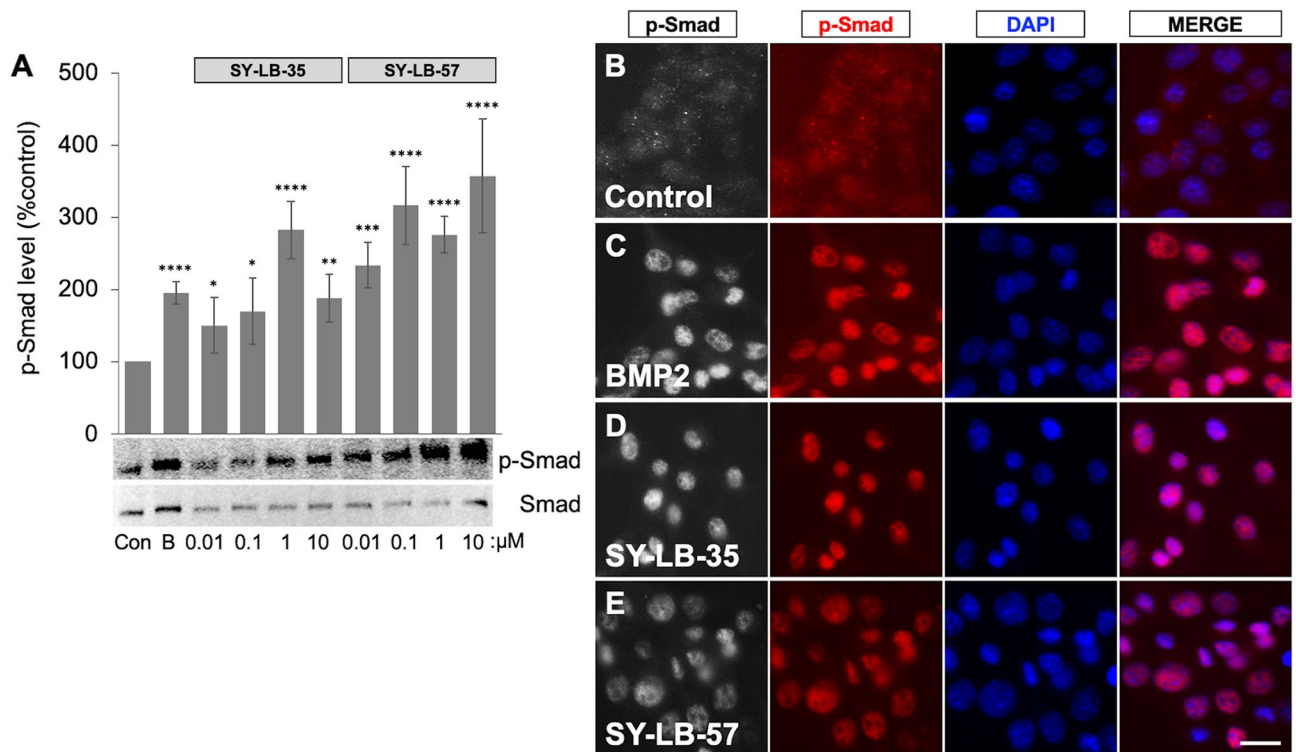 A
SY-LB-35
SY-LB-57
p-Smad level (%control)
500
400
300
200
100
0
****
*
*
****
**
***
****
****
****
p-Smad
Smad
Con B 0.01 0.1 1 10 0.01 0.1 1 10 :µM
p-Smad p-Smad DAPI MERGE
B
Control
C
BMP2
D
SY-LB-35
E
SY-LB-57